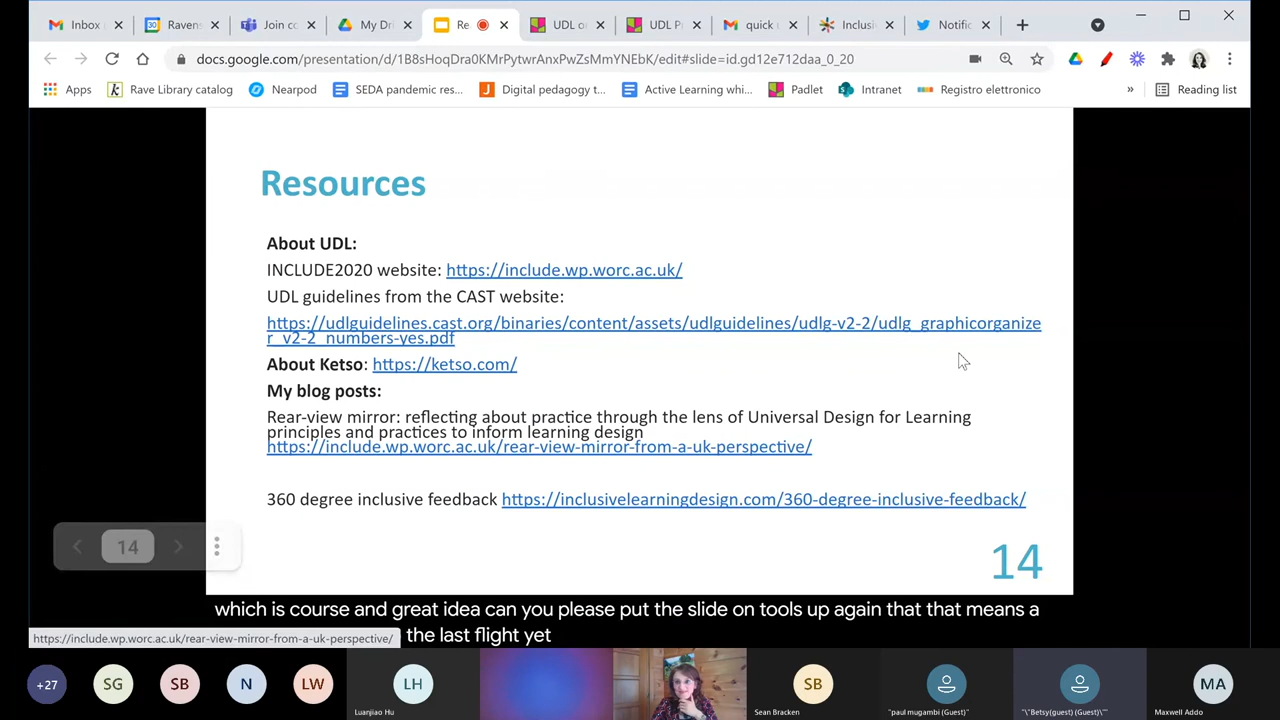 Inbox
Ravens
Join co
My Dri
Re
UDL o
UDL P
quick
Inclusi
Notific
docs.google.com/presentation/d/1B8sHoqDra0KMrPytwrAnxPwZsMmYNEbK/edit#slide=id.gd12e712daa_0_20
Apps
Rave Library catalog
Nearpod
SEDA pandemic res...
Digital pedagogy t...
Active Learning whi...
Padlet
Intranet
Registro elettronico
»
Reading list
Resources
About UDL:
INCLUDE2020 website: https://include.wp.worc.ac.uk/
UDL guidelines from the CAST website:
https://udlguidelines.cast.org/binaries/content/assets/udlguidelines/udlg-v2-2/udlg_graphicorganize
r_v2-2_numbers-yes.pdf
About Ketso: https://ketso.com/
My blog posts:
Rear-view mirror: reflecting about practice through the lens of Universal Design for Learning
principles and practices to inform learning design
https://include.wp.worc.ac.uk/rear-view-mirror-from-a-uk-perspective/
360 degree inclusive feedback https://inclusivelearningdesign.com/360-degree-inclusive-feedback/
14
14
which is course and great idea can you please put the slide on tools up again that that means a
the last flight yet
https://include.wp.worc.ac.uk/rear-view-mirror-from-a-uk-perspective/
+27
SG
SB
N
LW
LH
Luanjiao Hu
SB
Sean Bracken
"paul mugambi (Guest)"
"\"Betsy(guest) (Guest)\""
MA
Maxwell Addo